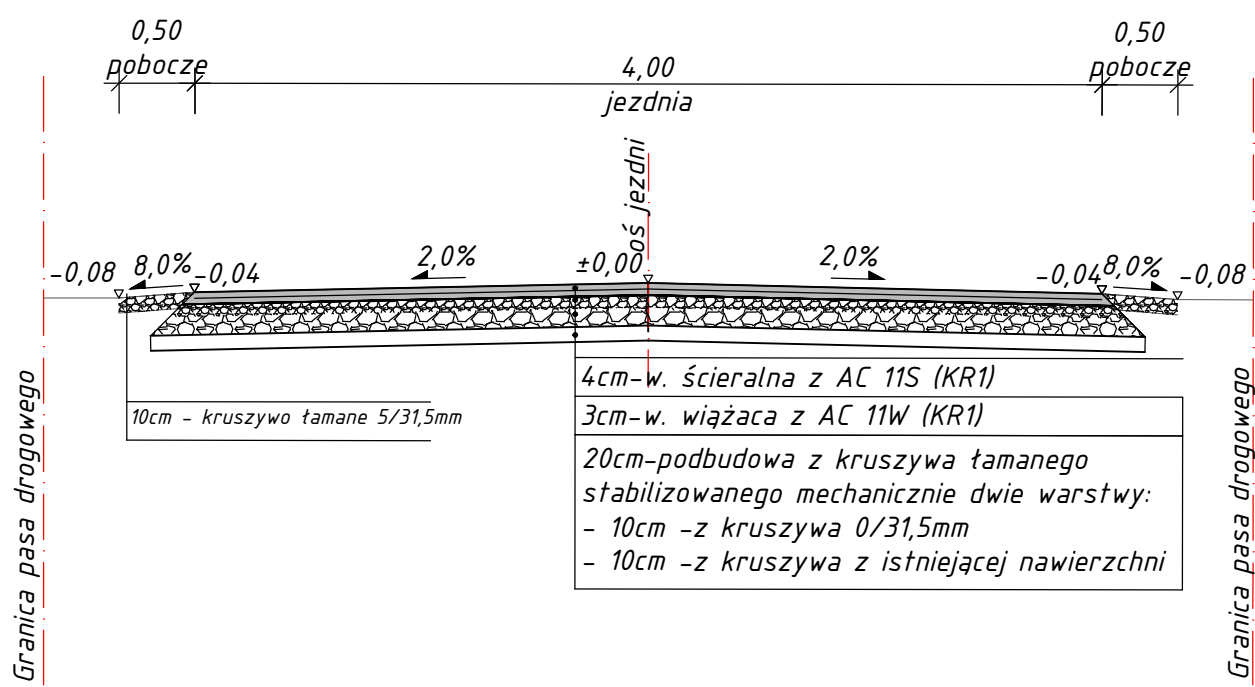 0,50
pobocze
4,00
jezdnia
0,50
pobocze
oś jezdni
-0,08
8,0%
-0,04
2,0%
±0,00
2,0%
-0,04
8,0%
-0,08
4cm-w. ścieralna z AC 11S (KR1)
3cm-w. wiążaca z AC 11W (KR1)
20cm-podbudowa z kruszywa łamanego
stabilizowanego mechanicznie dwie warstwy:
- 10cm -z kruszywa 0/31,5mm
- 10cm -z kruszywa z istniejącej nawierzchni
10cm - kruszywo łamane 5/31,5mm
Granica pasa drogowego
Granica pasa drogowego